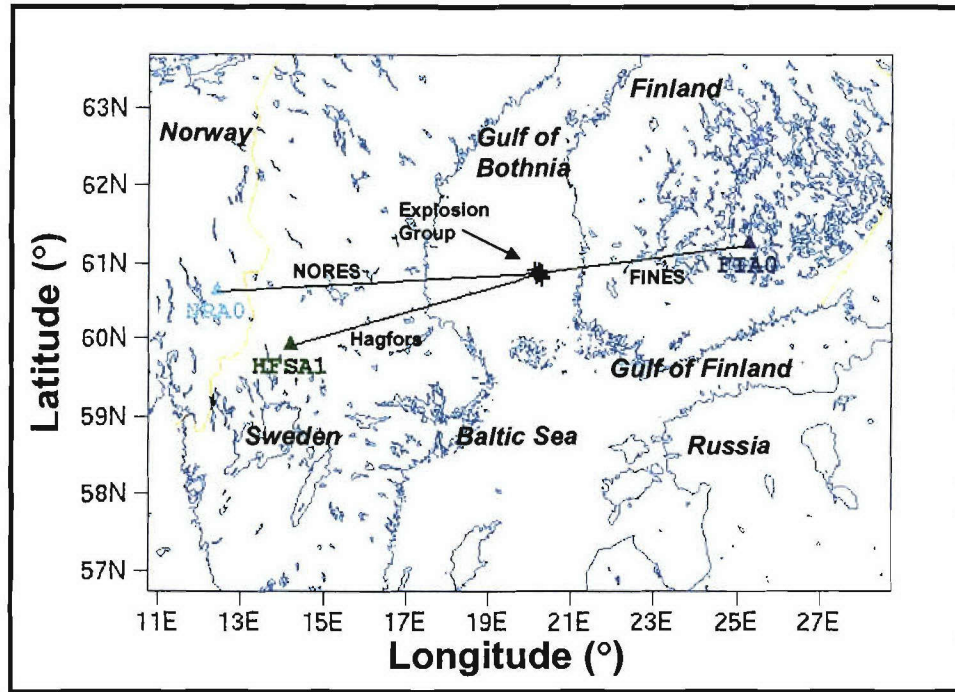 63N
62N
61N
60N
59N
58N
57N
Latitude (°)
Norway
Finland
Gulf of
Bothnia
Explosion
Group
NORES
FINES
NRA0
FIA0
Hagfors
HFSA1
Gulf of Finland
Sweden
Baltic Sea
Russia
11E 13E 15E 17E 19E 21E 23E 25E 27E
Longitude (°)